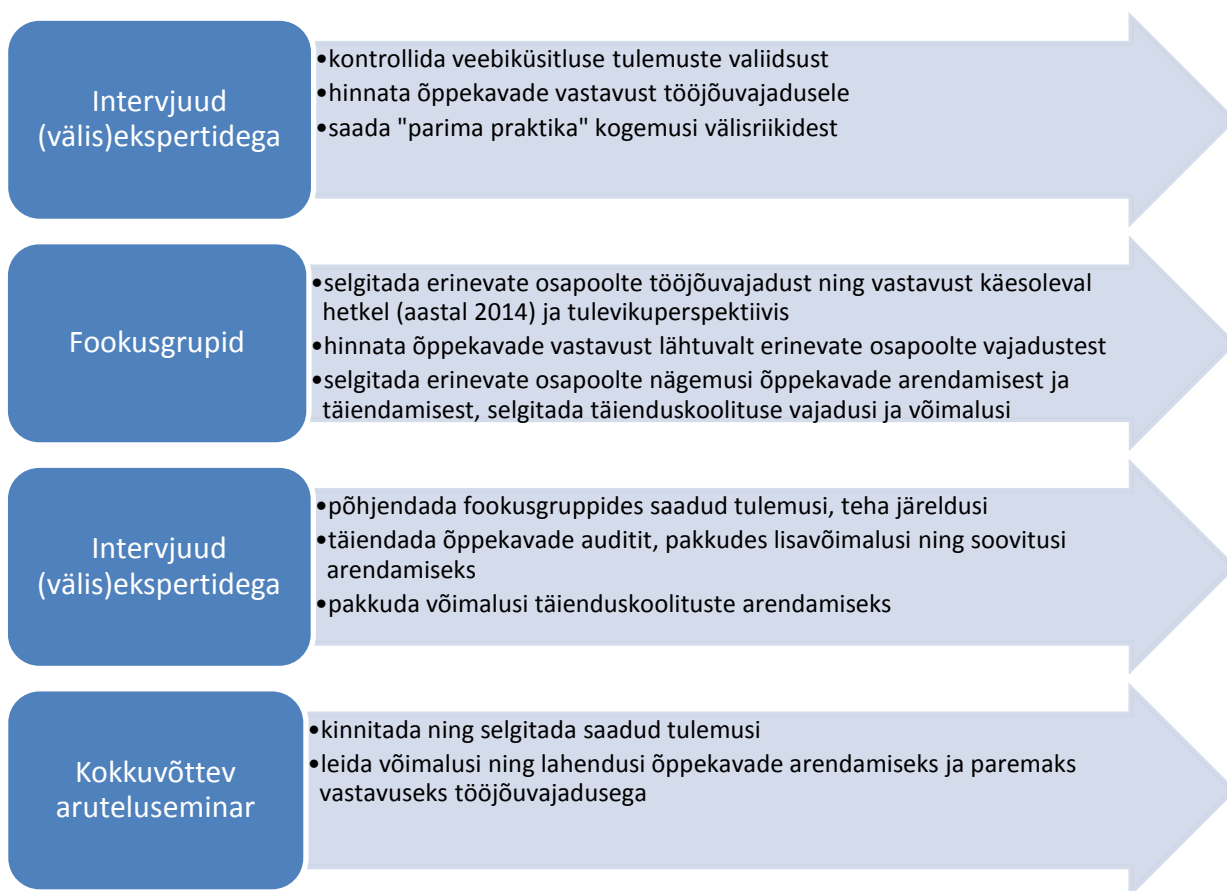 Intervjuud
(välis)ekspertidega
•kontrollida veebiküsitluse tulemuste valiidsust
•hinnata õppekavade vastavust tööjõuvajadusele
•saada "parima praktika" kogemusi välisriikidest
Fookusgrupid
•selgitada erinevate osapoolte tööjõuvajadust ning vastavust käesoleval
hetkel (aastal 2014) ja tulevikuperspektiivis
•hinnata õppekavade vastavust lähtuvalt erinevate osapoolte vajadustest
•selgitada erinevate osapoolte nägemusi õppekavade arendamisest ja
täiendamisest, selgitada täienduskoolituse vajadusi ja võimalusi
Intervjuud
(välis)ekspertidega
•põhjendada fookusgruppides saadud tulemusi, teha järeldusi
•täiendada õppekavade auditit, pakkudes lisavõimalusi ning soovitusi
arendamiseks
•pakkuda võimalusi täienduskoolituste arendamiseks
Kokkuvõttev
aruteluseminar
•kinnitada ning selgitada saadud tulemusi
•leida võimalusi ning lahendusi õppekavade arendamiseks ja paremaks
vastavuseks tööjõuvajadusega